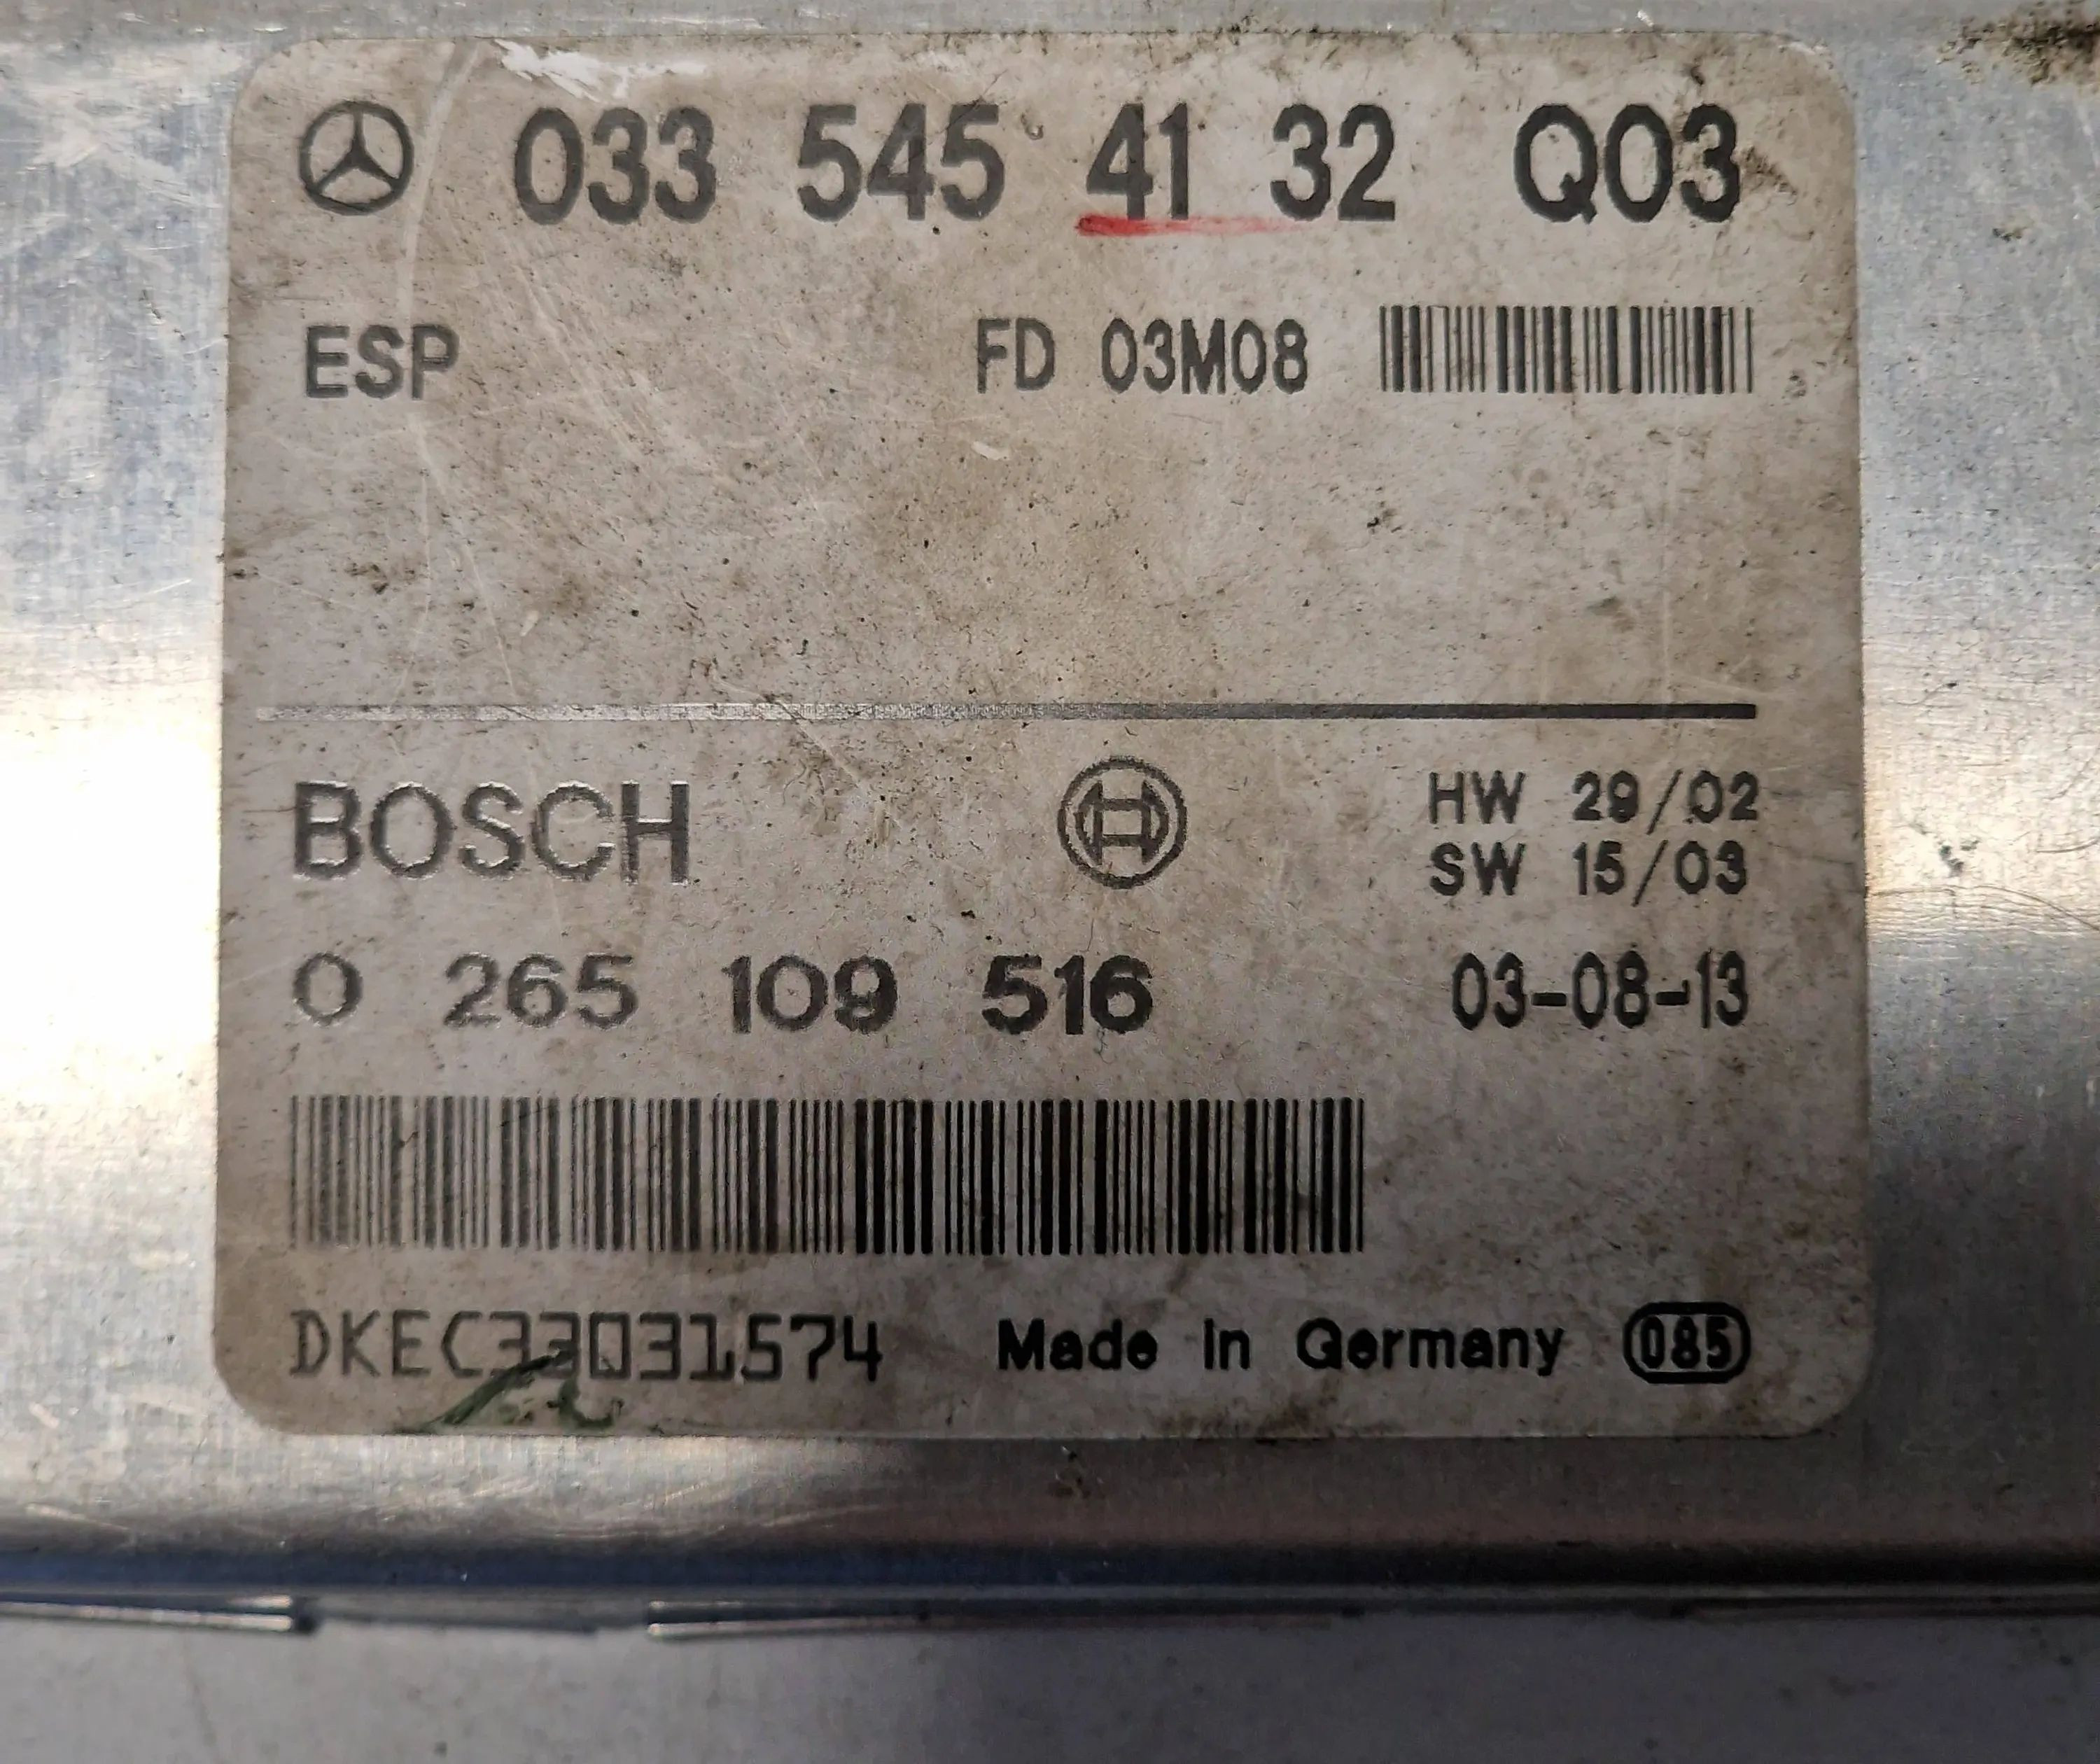 033 545 41 32 Q03
ESP FD 03M08
BOSCH HW 29/02
SW 15/03
0 265 109 516 03-08-13
DKEC33031574 Made in Germany 085